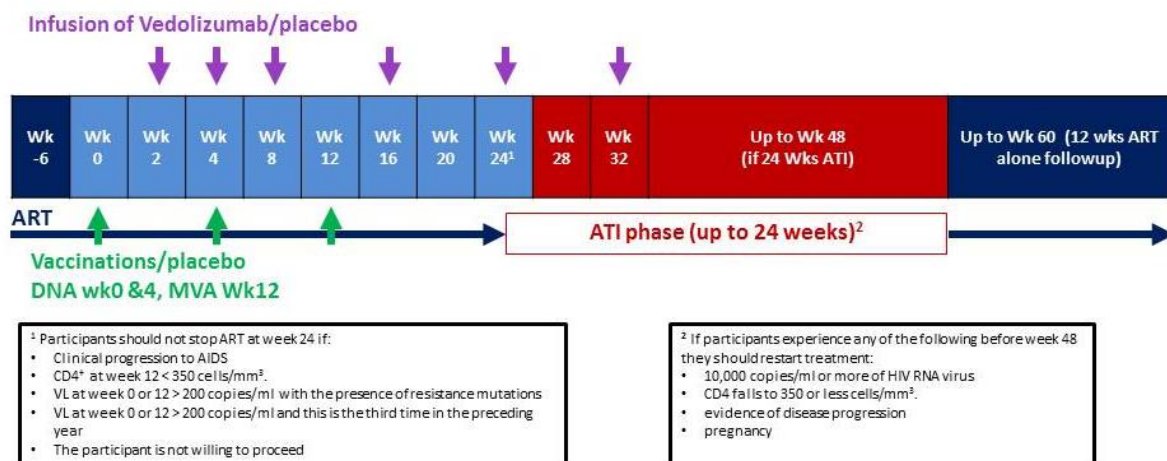 Infusion of Vedolizumab/placebo
Wk -6
Wk 0
Wk 2
Wk 4
Wk 8
Wk 12
Wk 16
Wk 20
Wk 24¹
Wk 28
Wk 32
Up to Wk 48
(if 24 Wks ATI)
Up to Wk 60 (12 wks ART
alone followup)
ART
ATI phase (up to 24 weeks)²
Vaccinations/placebo
DNA wk0 &4, MVA Wk12
¹ Participants should not stop ART at week 24 if:
• Clinical progression to AIDS
• CD4⁺ at week 12 < 350 cells/mm³.
• VL at week 0 or 12 > 200 copies/ml with the presence of resistance mutations
• VL at week 0 or 12 > 200 copies/ml and this is the third time in the preceding
year
• The participant is not willing to proceed
² If participants experience any of the following before week 48
they should restart treatment:
• 10,000 copies/ml or more of HIV RNA virus
• CD4 falls to 350 or less cells/mm³.
• evidence of disease progression
• pregnancy